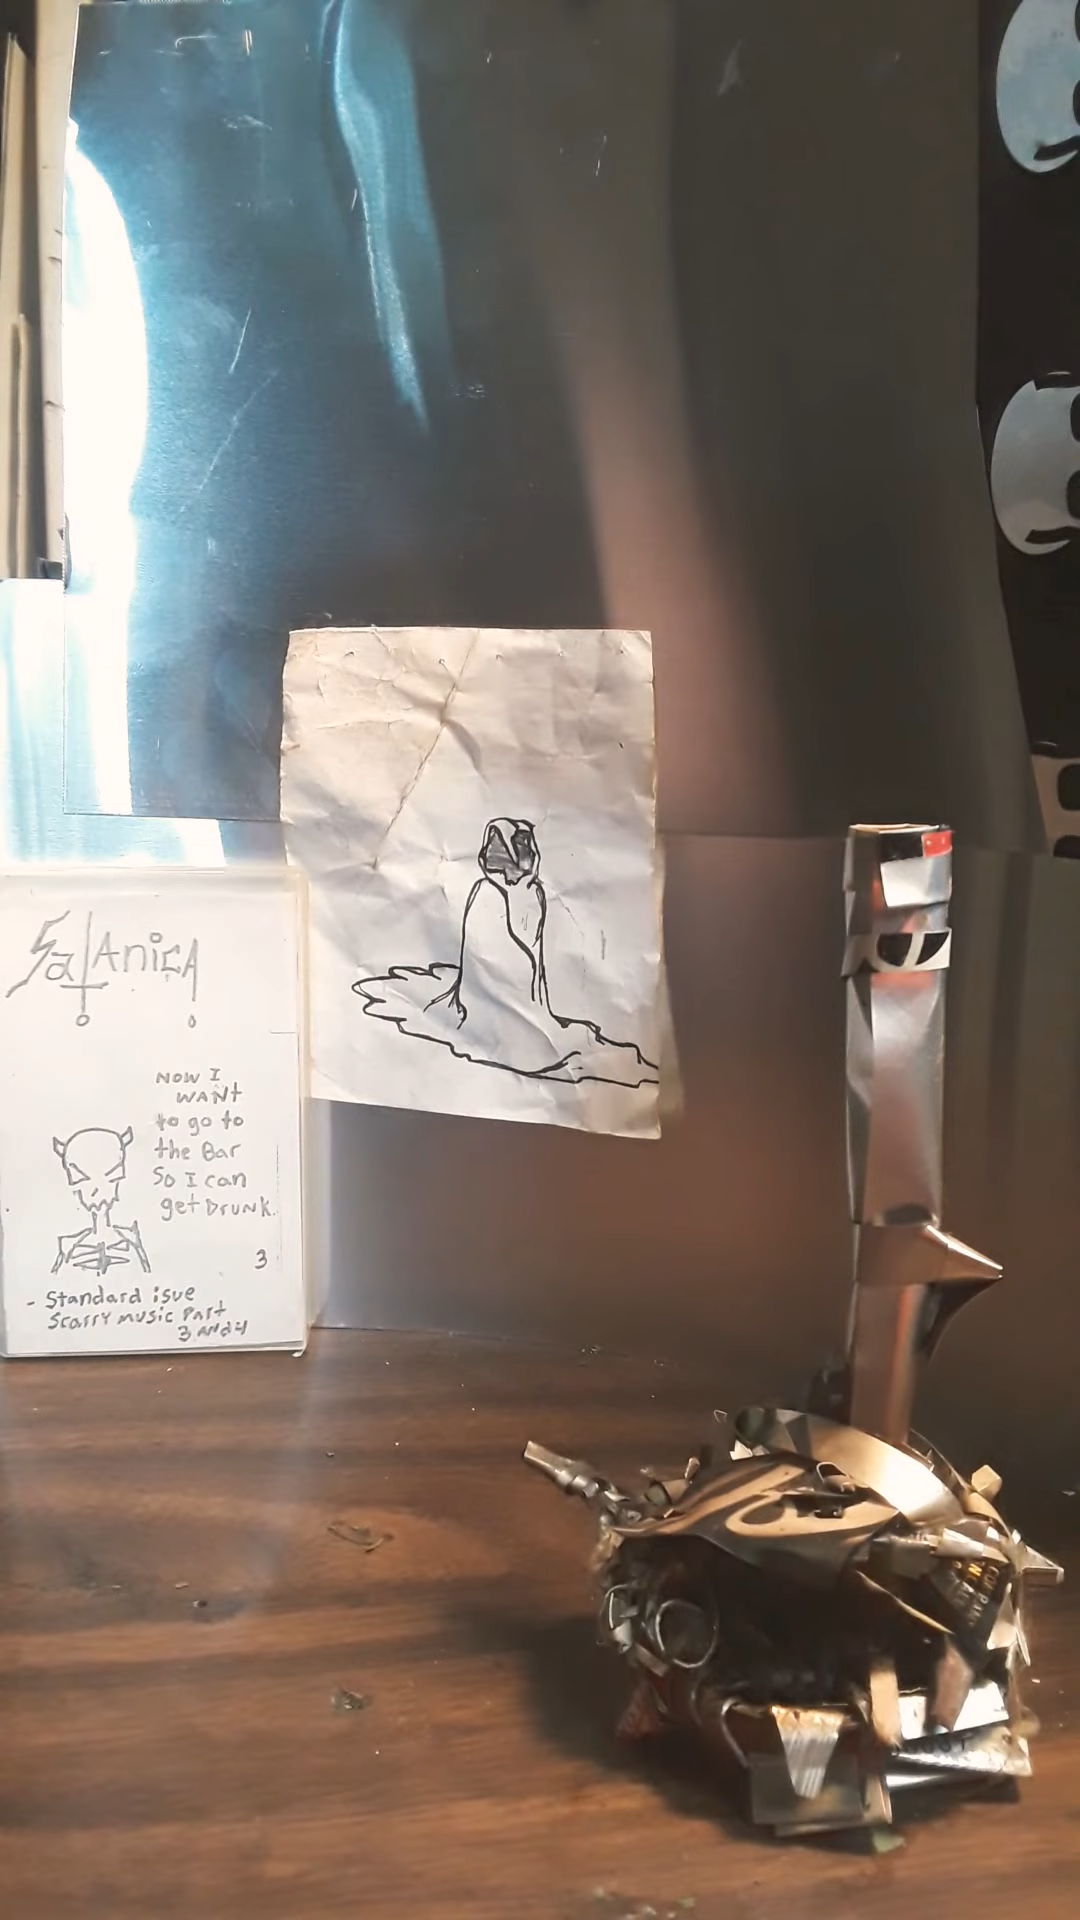 SatAnicA
NOW I
WANt
to go to
the Bar
So I can
get DrUNK.
3
- Standard isue
Scarry music Part
3 and 4